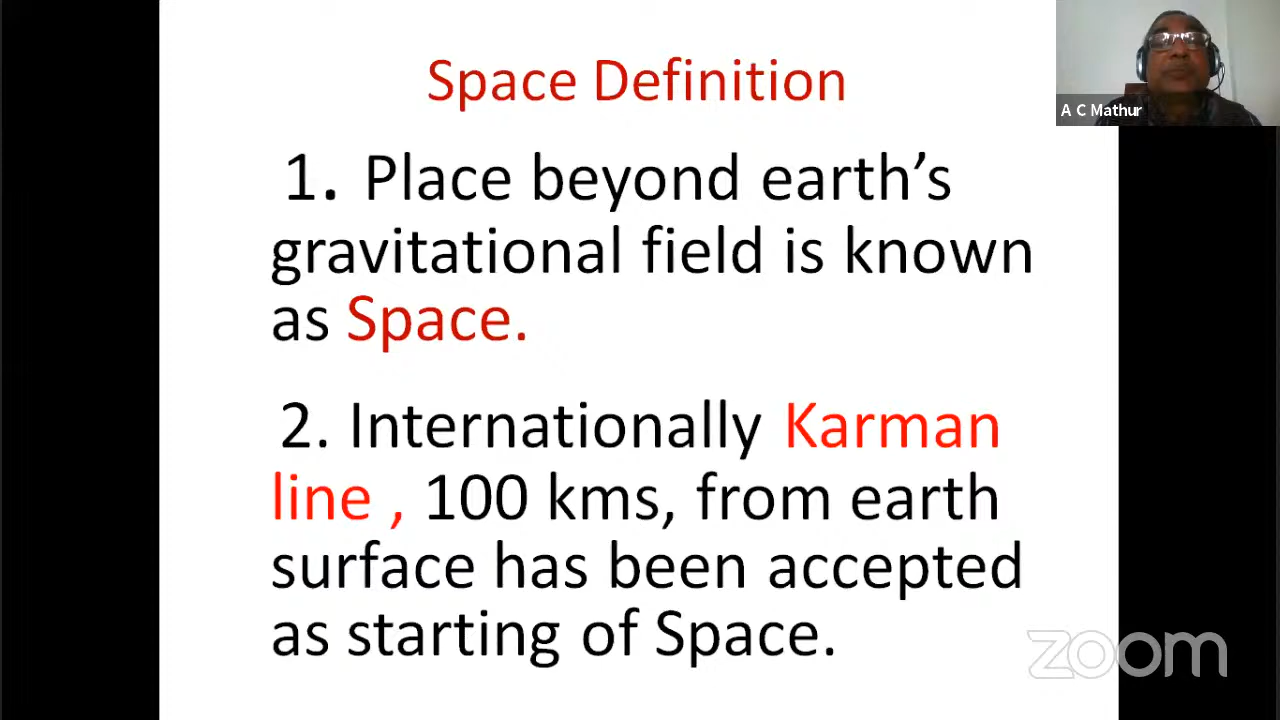 Space Definition
A C Mathur
1. Place beyond earth’s
gravitational field is known
as Space.
2. Internationally Karman
line , 100 kms, from earth
surface has been accepted
as starting of Space.
zoom